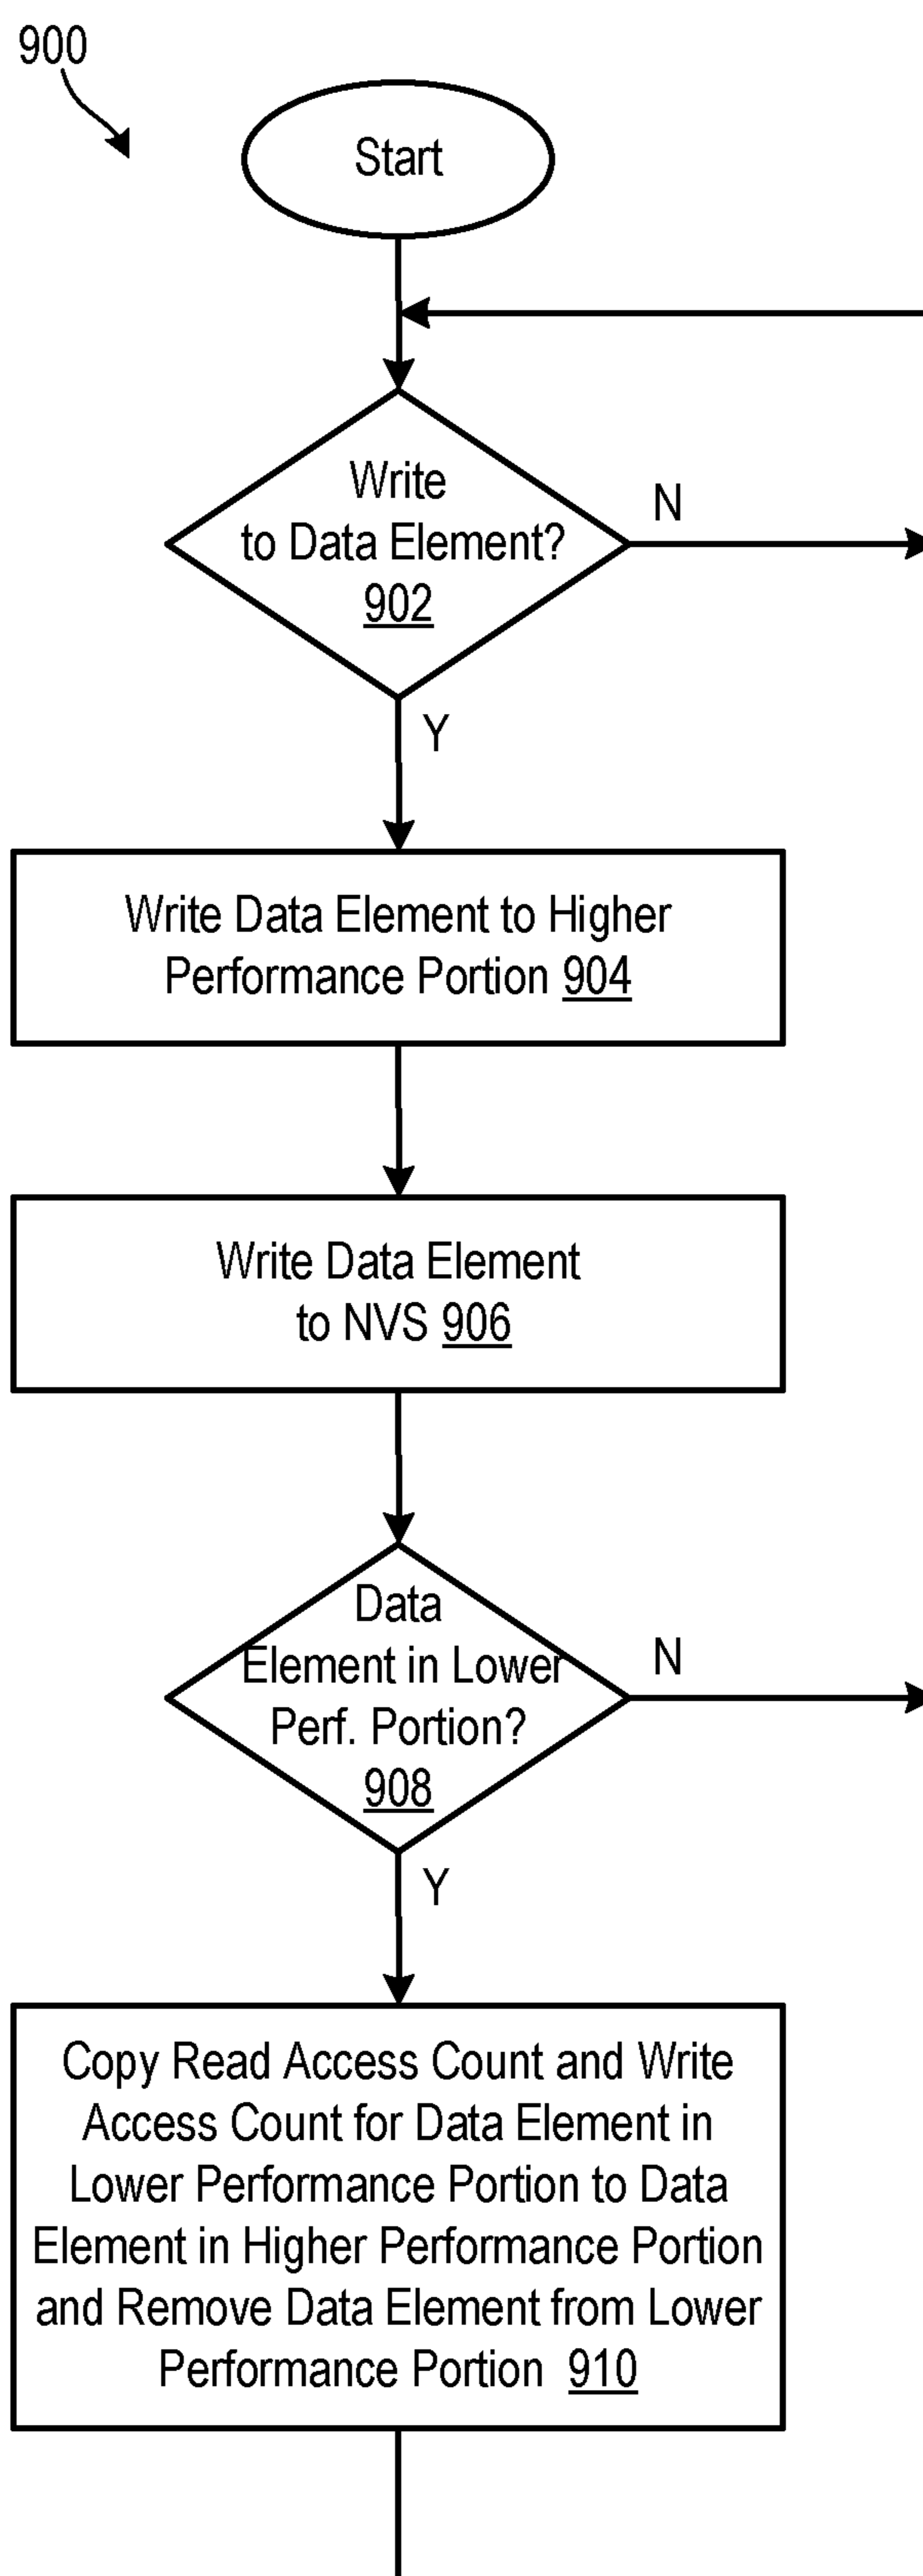 900
Start
Write
to Data Element?
902
N
Y
Write Data Element to Higher
Performance Portion 904
Write Data Element
to NVS 906
Data
Element in Lower
Perf. Portion?
908
N
Y
Copy Read Access Count and Write
Access Count for Data Element in
Lower Performance Portion to Data
Element in Higher Performance Portion
and Remove Data Element from Lower
Performance Portion 910